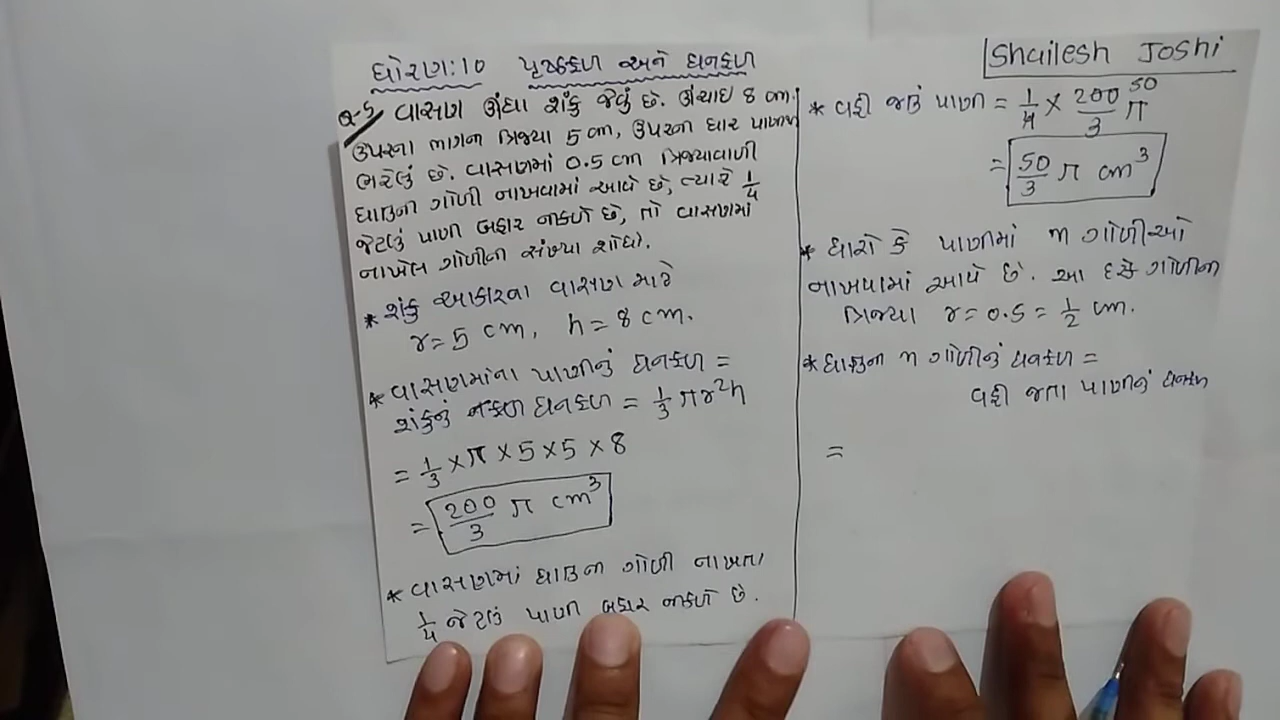 ધોરણ:10 પૃષ્ઠફળ અને ઘનફળ
Q-5 વાસણ ઊંધા શંકુ જેવું છે. ઊંચાઇ 8 cm.
ઉપરના ભાગના ત્રિજ્યા 5 cm, ઉપરની ધાર
ભરેલું છે. વાસણમાં 0.5 cm ત્રિજ્યાવાળી
ધાતુની ગોળી નાખવામાં આવે છે, ત્યારે 1/4
જેટલું પાણી બહાર નીકળે છે, તો વાસણમાં
નાખેલ ગોળીની સંખ્યા શોધો.
* શંકુ આકારના વાસણ માટે
r=5 cm, h=8 cm.
* વાસણમાંના પાણીનું ઘનફળ =
શંકુનું ઘનફળ = 1/3 πr²h
= 1/3 × π × 5 × 5 × 8
= 200/3 π cm³
* વાસણમાં ધાતુની ગોળી નાખતા
1/4 જેટલું પાણી બહાર નીકળે છે.
Shailesh Joshi
* વહી જતું પાણી = 1/4 × 200/3 π 50
= 50/3 π cm³
* ધારો કે પાણીમાં n ગોળીઓ
નાખવામાં આવે છે. આ દરેક ગોળીની
ત્રિજ્યા r=0.5=1/2 cm.
* ધાતુની n ગોળીનું ઘનફળ =
વહી જતા પાણીનું ઘનફળ
=